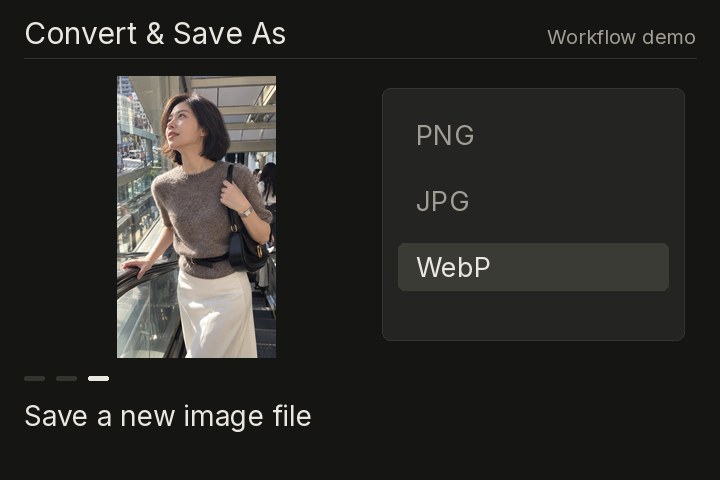 Convert & Save As
Workflow demo
PNG
JPG
WebP
Save a new image file